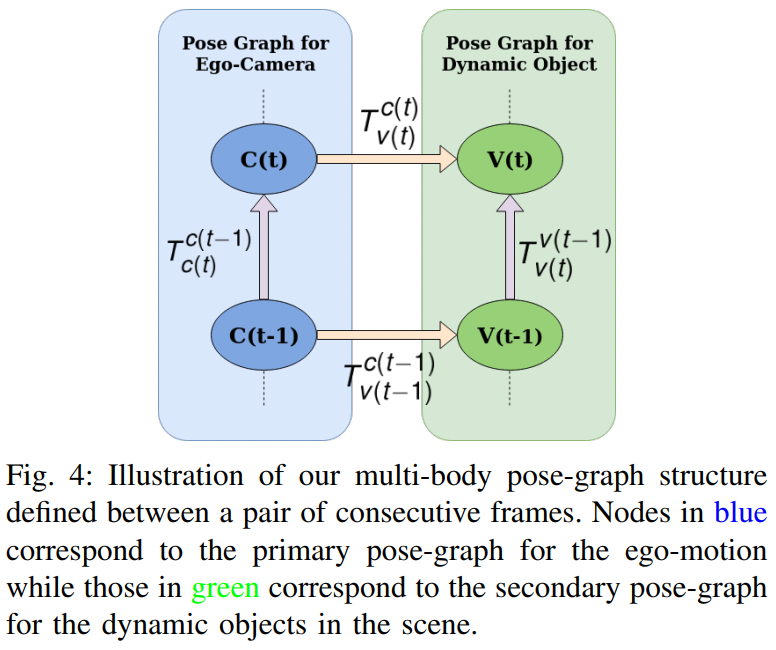 Pose Graph for
Ego-Camera
Pose Graph for
Dynamic Object
T_{v(t)}^{c(t)}
C(t)
V(t)
T_{c(t)}^{c(t−1)}
T_{v(t)}^{v(t−1)}
C(t-1)
V(t-1)
T_{v(t−1)}^{c(t−1)}
Fig. 4: Illustration of our multi-body pose-graph structure
defined between a pair of consecutive frames. Nodes in blue
correspond to the primary pose-graph for the ego-motion
while those in green correspond to the secondary pose-graph
for the dynamic objects in the scene.